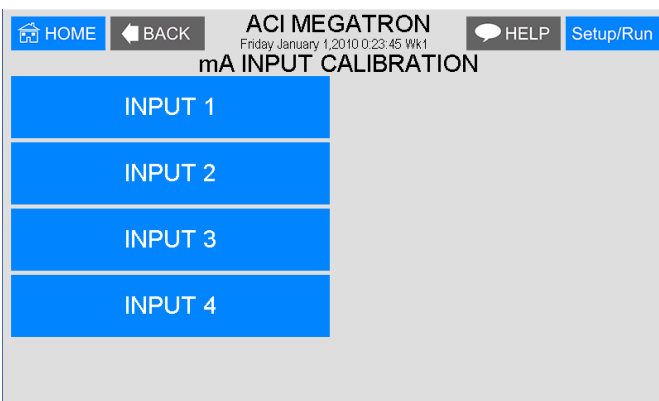 HOME BACK ACI MEGATRON HELP Setup/Run
Friday January 1,2010 0:23:45 Wk1
mA INPUT CALIBRATION
INPUT 1
INPUT 2
INPUT 3
INPUT 4